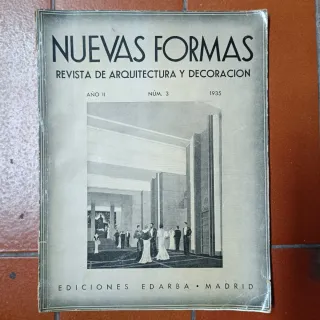 NUEVAS FORMAS
REVISTA DE ARQUITECTURA Y DECORACION
AÑO II NÚM. 3 1935
EDICIONES EDARBA • MADRID